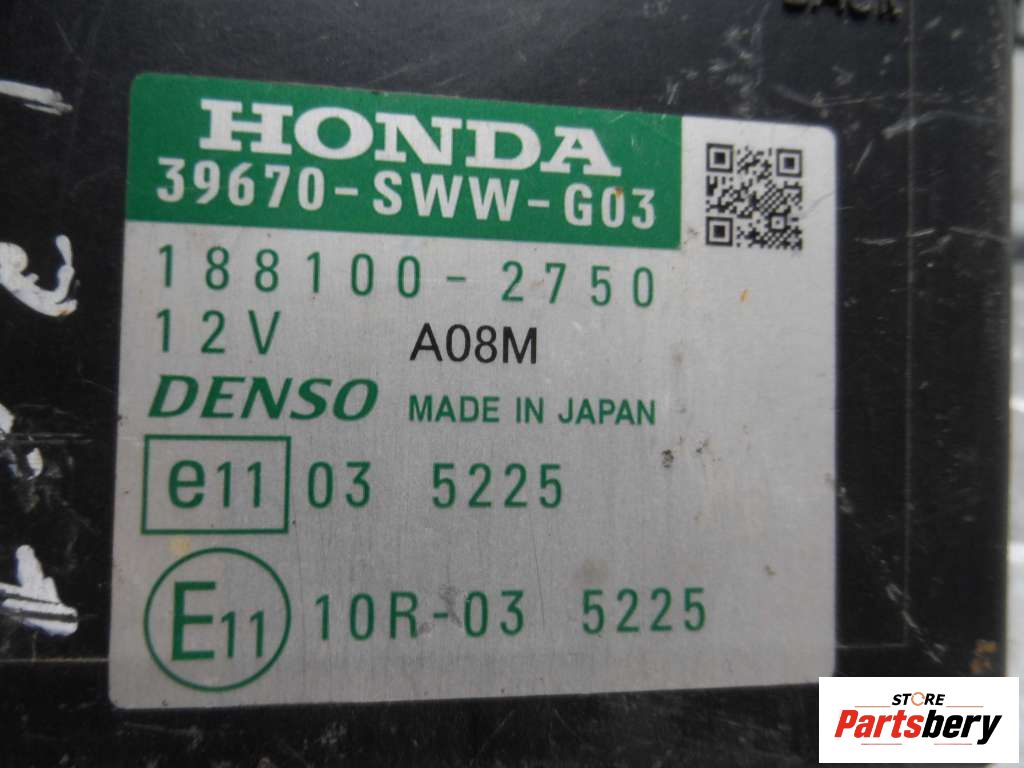 HONDA
39670-SWW-G03
188100-2750
12V A08M
DENSO MADE IN JAPAN
e11 03 5225
E11 10R-03 5225
STORE
Partsbery